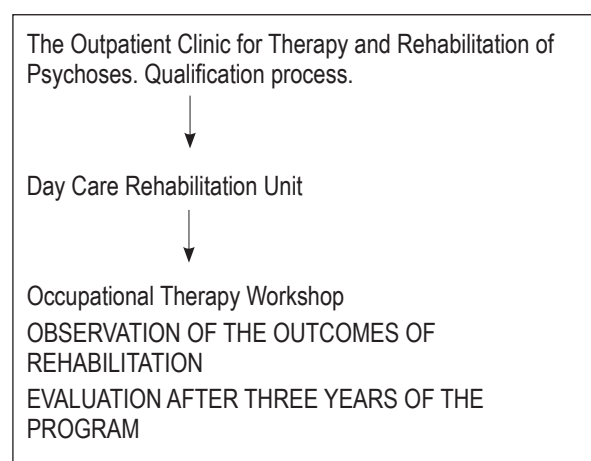 The Outpatient Clinic for Therapy and Rehabilitation of
Psychoses. Qualification process.
Day Care Rehabilitation Unit
Occupational Therapy Workshop
OBSERVATION OF THE OUTCOMES OF
REHABILITATION
EVALUATION AFTER THREE YEARS OF THE
PROGRAM